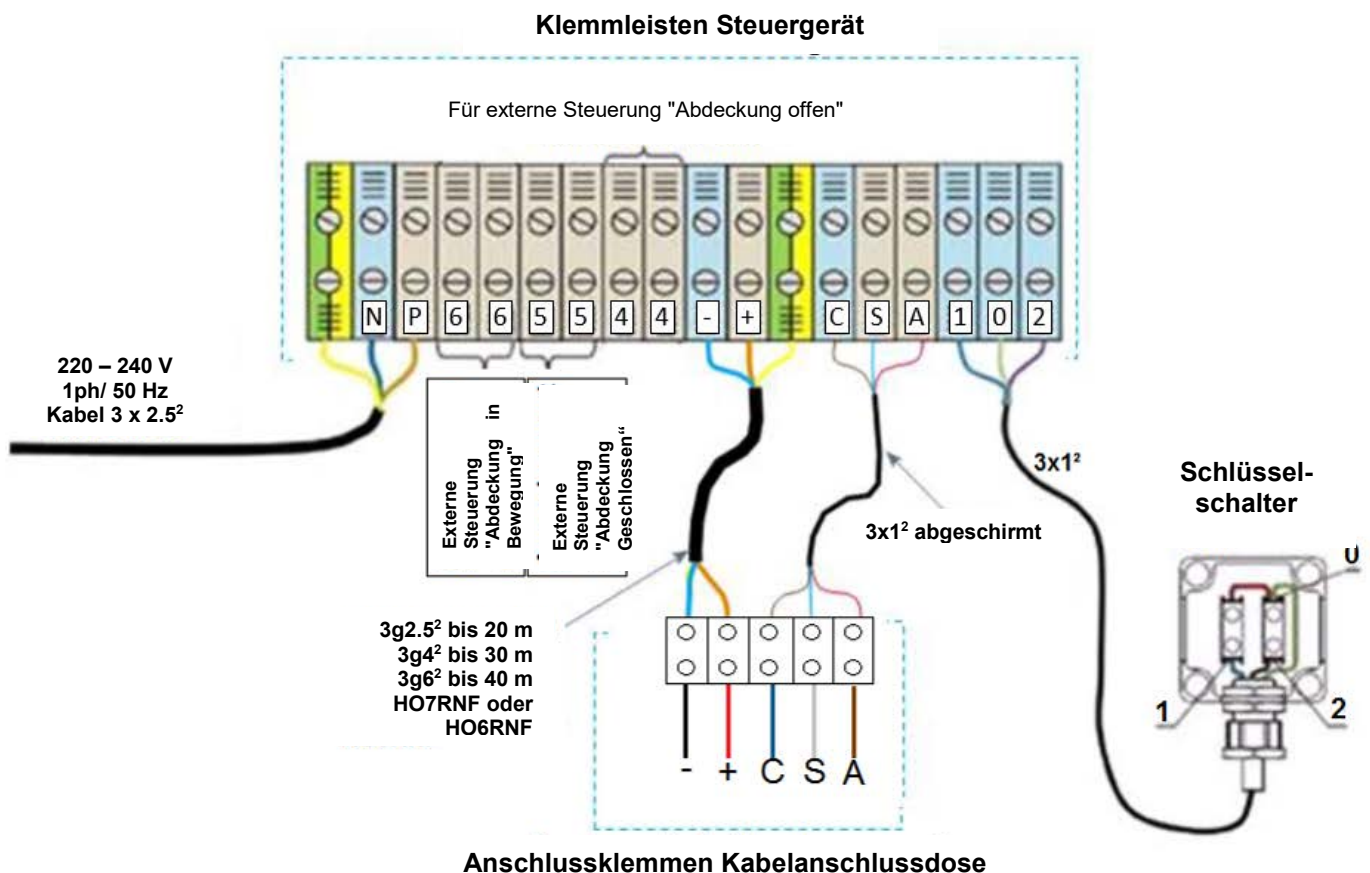 Klemmleisten Steuergerät
Für externe Steuerung "Abdeckung offen"
N P 6 6 5 5 4 4 - + C S A 1 0 2
220 – 240 V
1ph/ 50 Hz
Kabel 3 x 2.5²
Externe
Steuerung
"Abdeckung in
Bewegung"
Externe
Steuerung
"Abdeckung
Geschlossen“
3x1² abgeschirmt
3x1²
Schlüssel-
schalter
0
1
2
3g2.5² bis 20 m
3g4² bis 30 m
3g6² bis 40 m
HO7RNF oder
HO6RNF
- + C S A
Anschlussklemmen Kabelanschlussdose